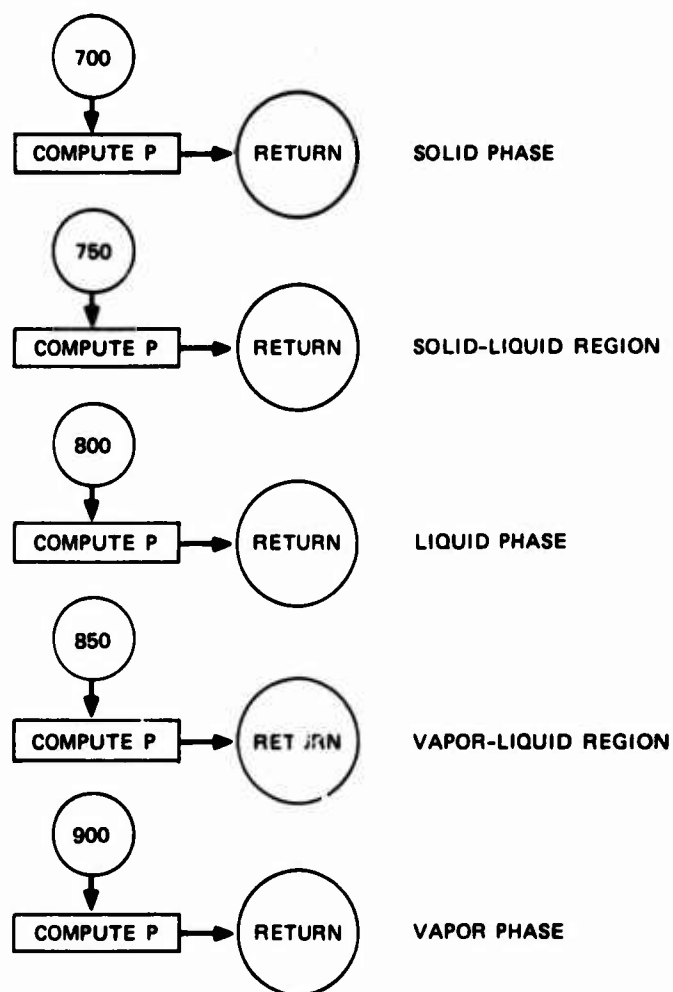 700
COMPUTE P RETURN SOLID PHASE
750
COMPUTE P RETURN SOLID-LIQUID REGION
800
COMPUTE P RETURN LIQUID PHASE
850
COMPUTE P RETURN VAPOR-LIQUID REGION
900
COMPUTE P RETURN VAPOR PHASE